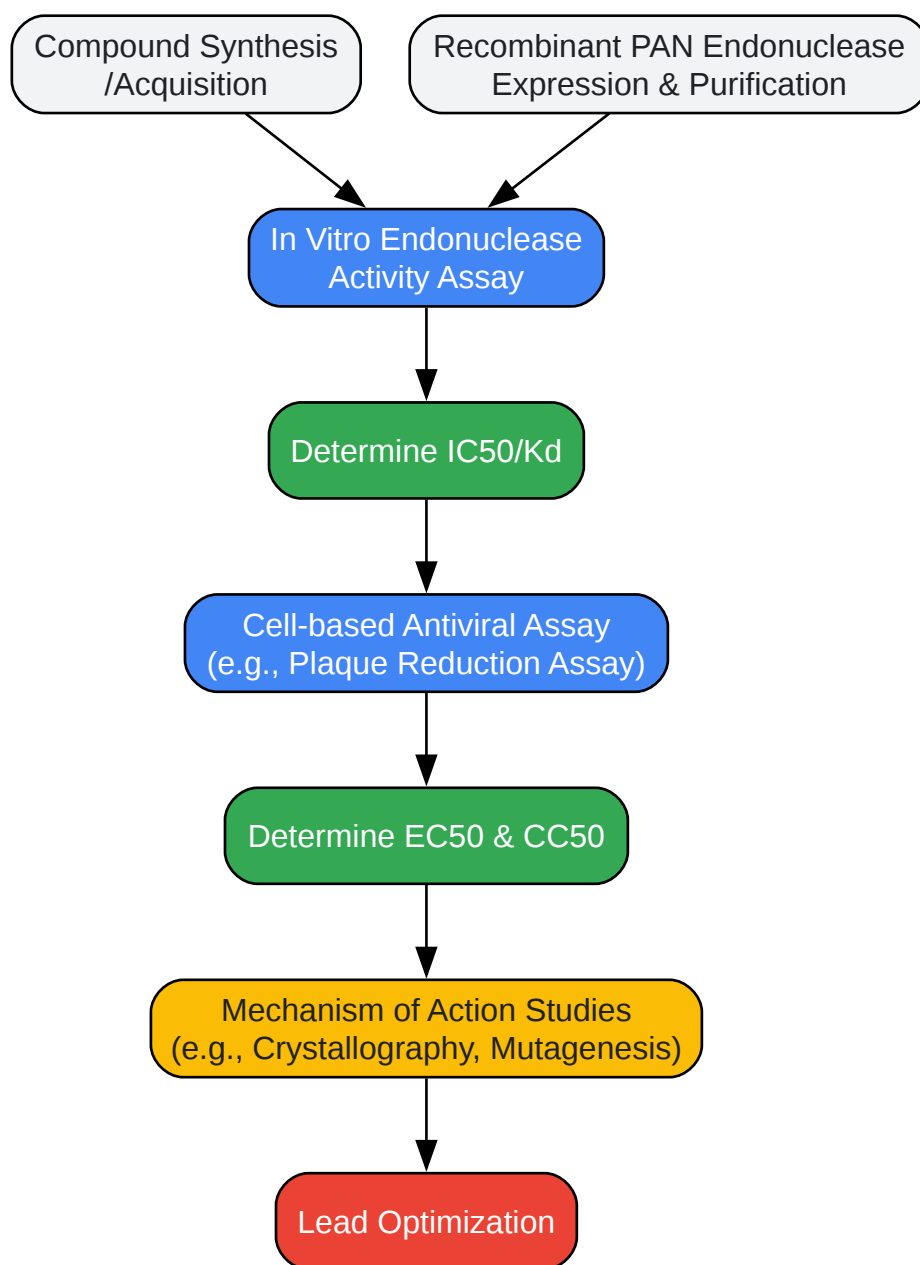 Compound Synthesis
/Acquisition
Recombinant PAN Endonuclease
Expression & Purification
In Vitro Endonuclease
Activity Assay
Determine IC50/Kd
Cell-based Antiviral Assay
(e.g., Plaque Reduction Assay)
Determine EC50 & CC50
Mechanism of Action Studies
(e.g., Crystallography, Mutagenesis)
Lead Optimization